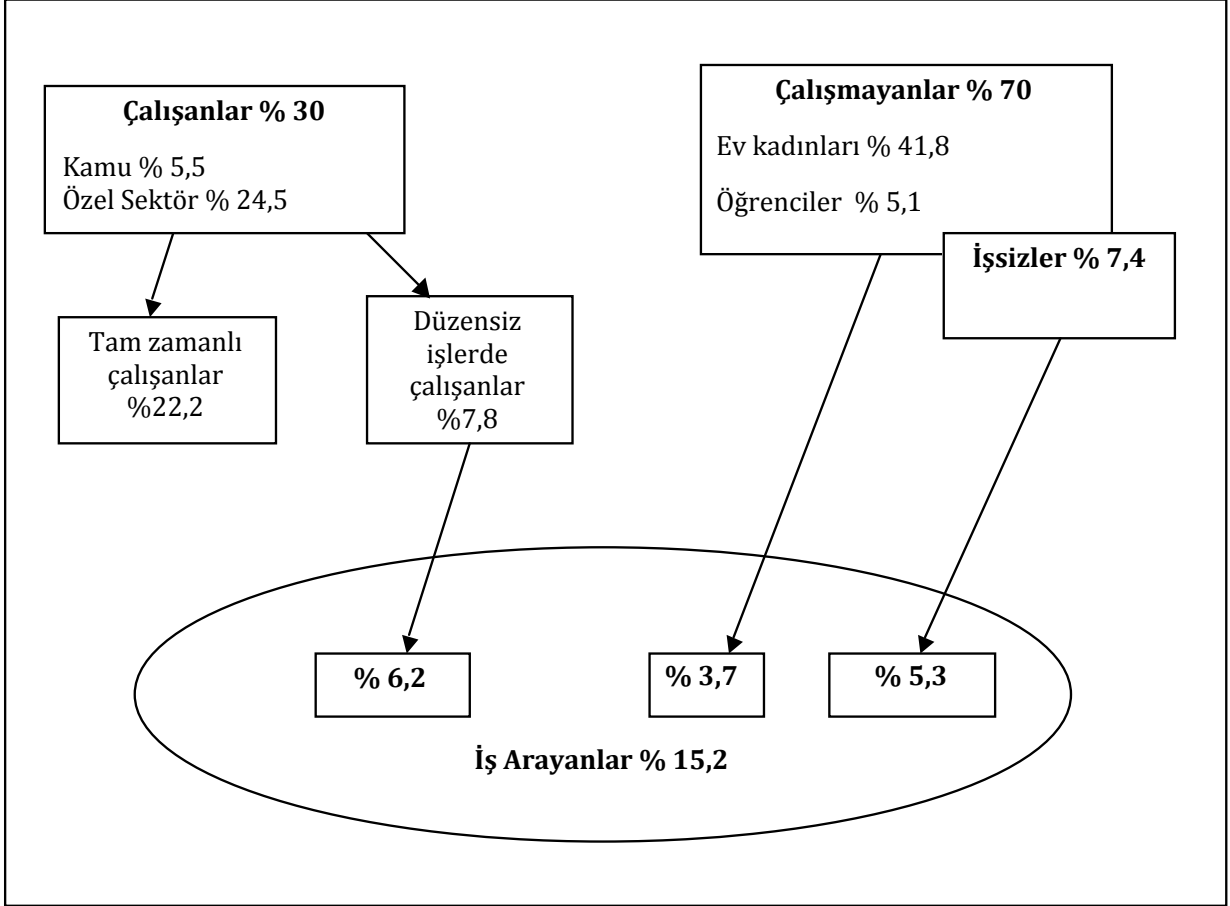 Çalışanlar % 30
Kamu % 5,5
Özel Sektör % 24,5
Çalışmayanlar % 70
Ev kadınları % 41,8
Öğrenciler % 5,1
İşsizler % 7,4
Tam zamanlı
çalışanlar
%22,2
Düzensiz
işlerde
çalışanlar
%7,8
% 6,2
% 3,7
% 5,3
İş Arayanlar % 15,2